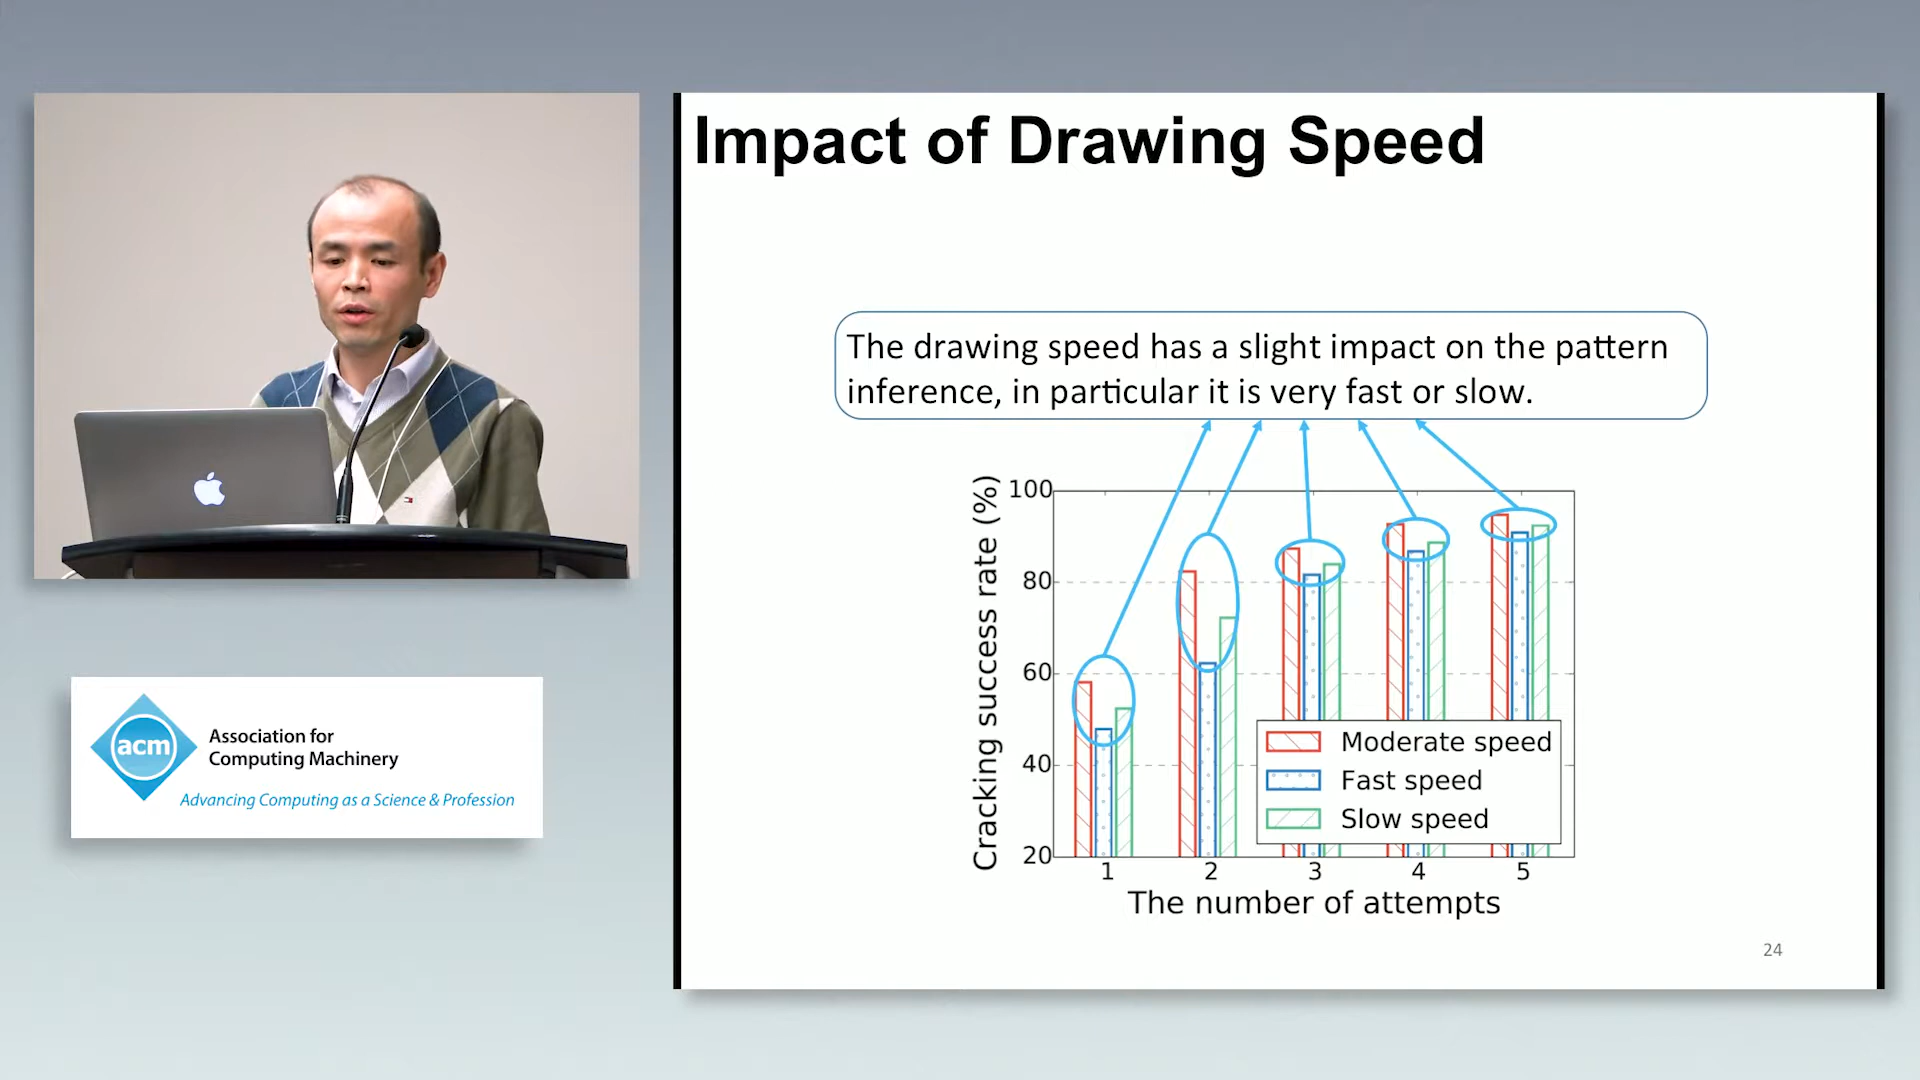 Impact of Drawing Speed
The drawing speed has a slight impact on the pattern
inference, in particular it is very fast or slow.
Cracking success rate (%)
100
80
60
40
20
Moderate speed
Fast speed
Slow speed
1 2 3 4 5
The number of attempts
24
acm
Association for
Computing Machinery
Advancing Computing as a Science & Profession